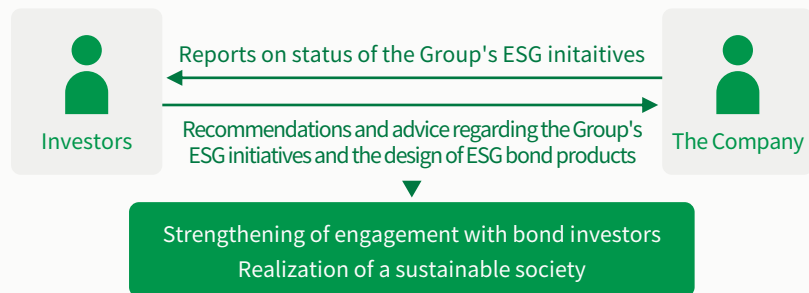 Reports on status of the Group's ESG initaitives
Investors
The Company
Recommendations and advice regarding the Group's
ESG initiatives and the design of ESG bond products
Strengthening of engagement with bond investors
Realization of a sustainable society